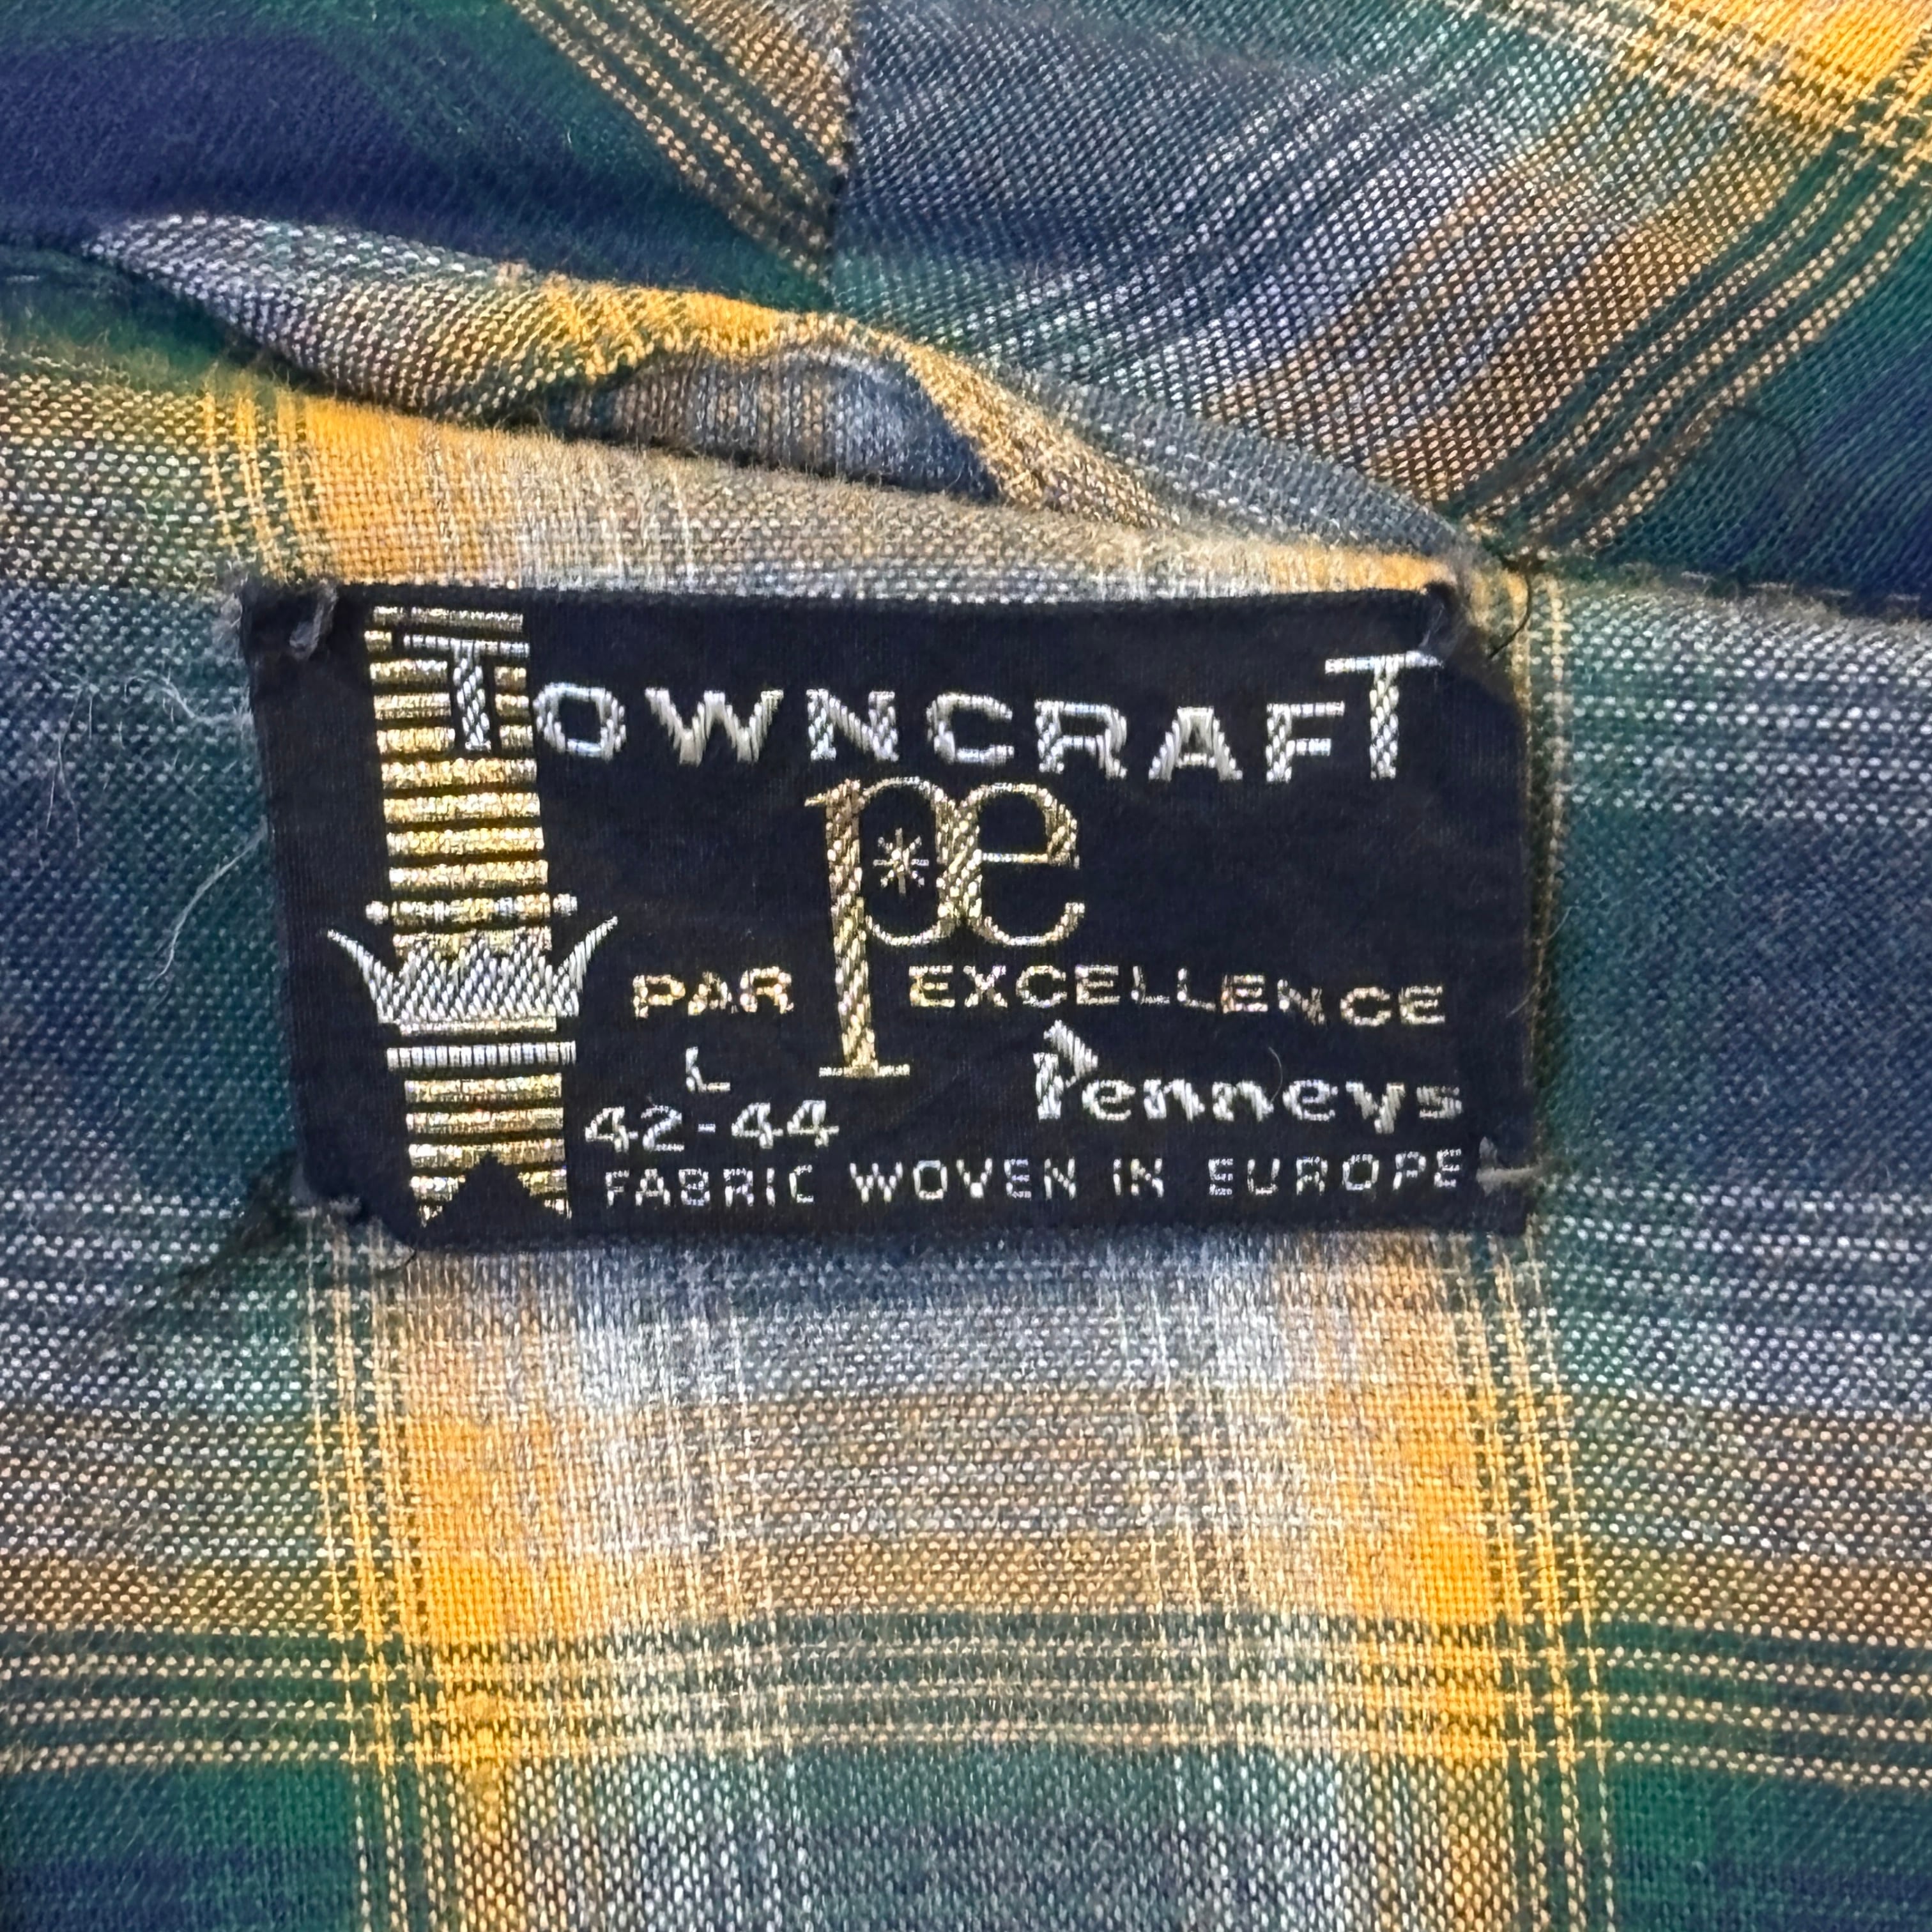 TOWNCRAFT
pe
PAR EXCELLENCE
L
42-44
Penneys
FABRIC WOVEN IN EUROPE